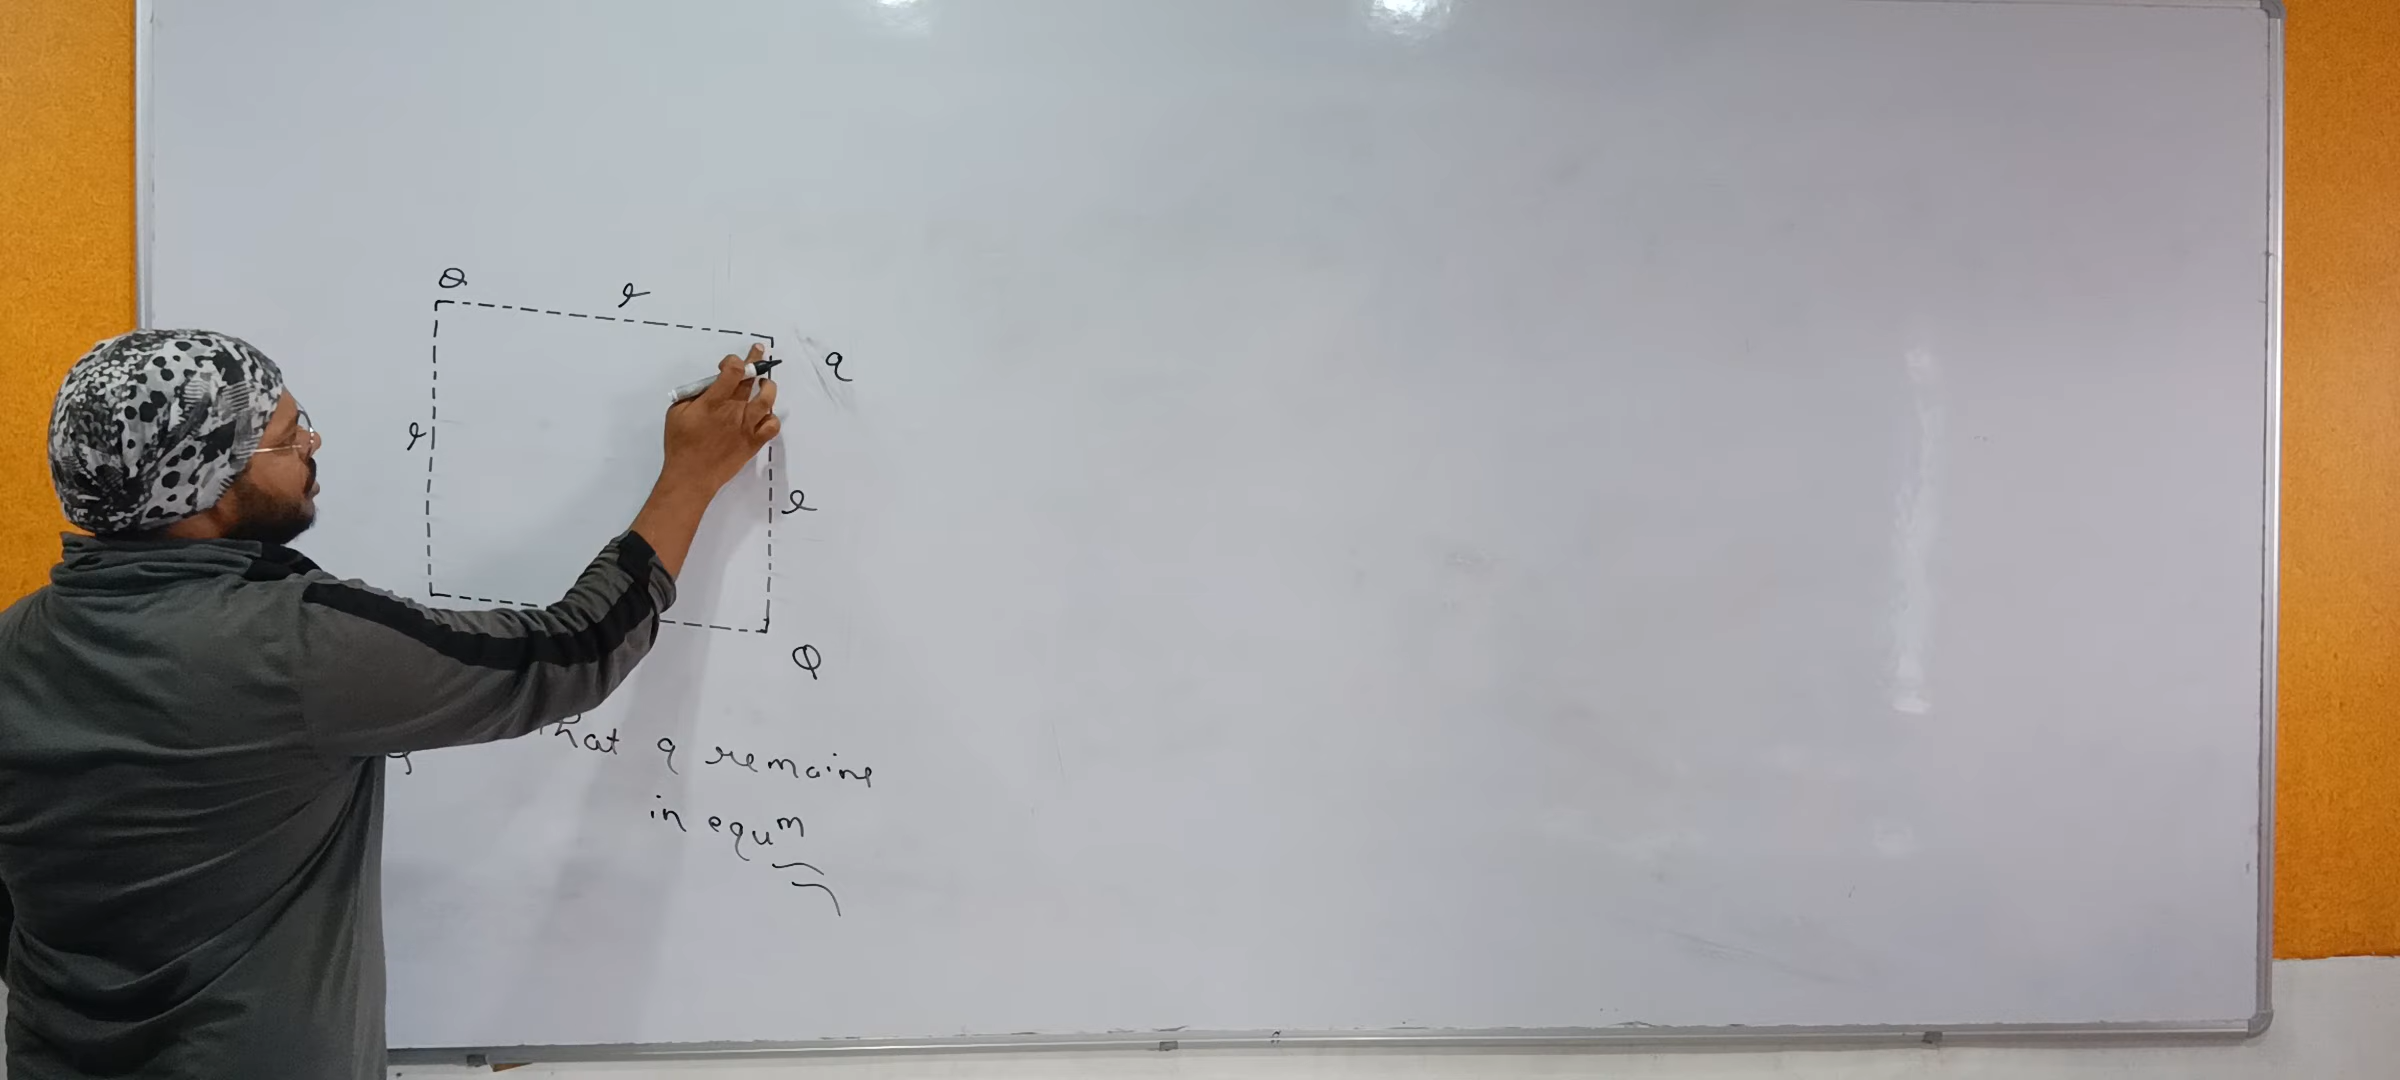 Q
l
q
l
l
Q
that q remains
in equm